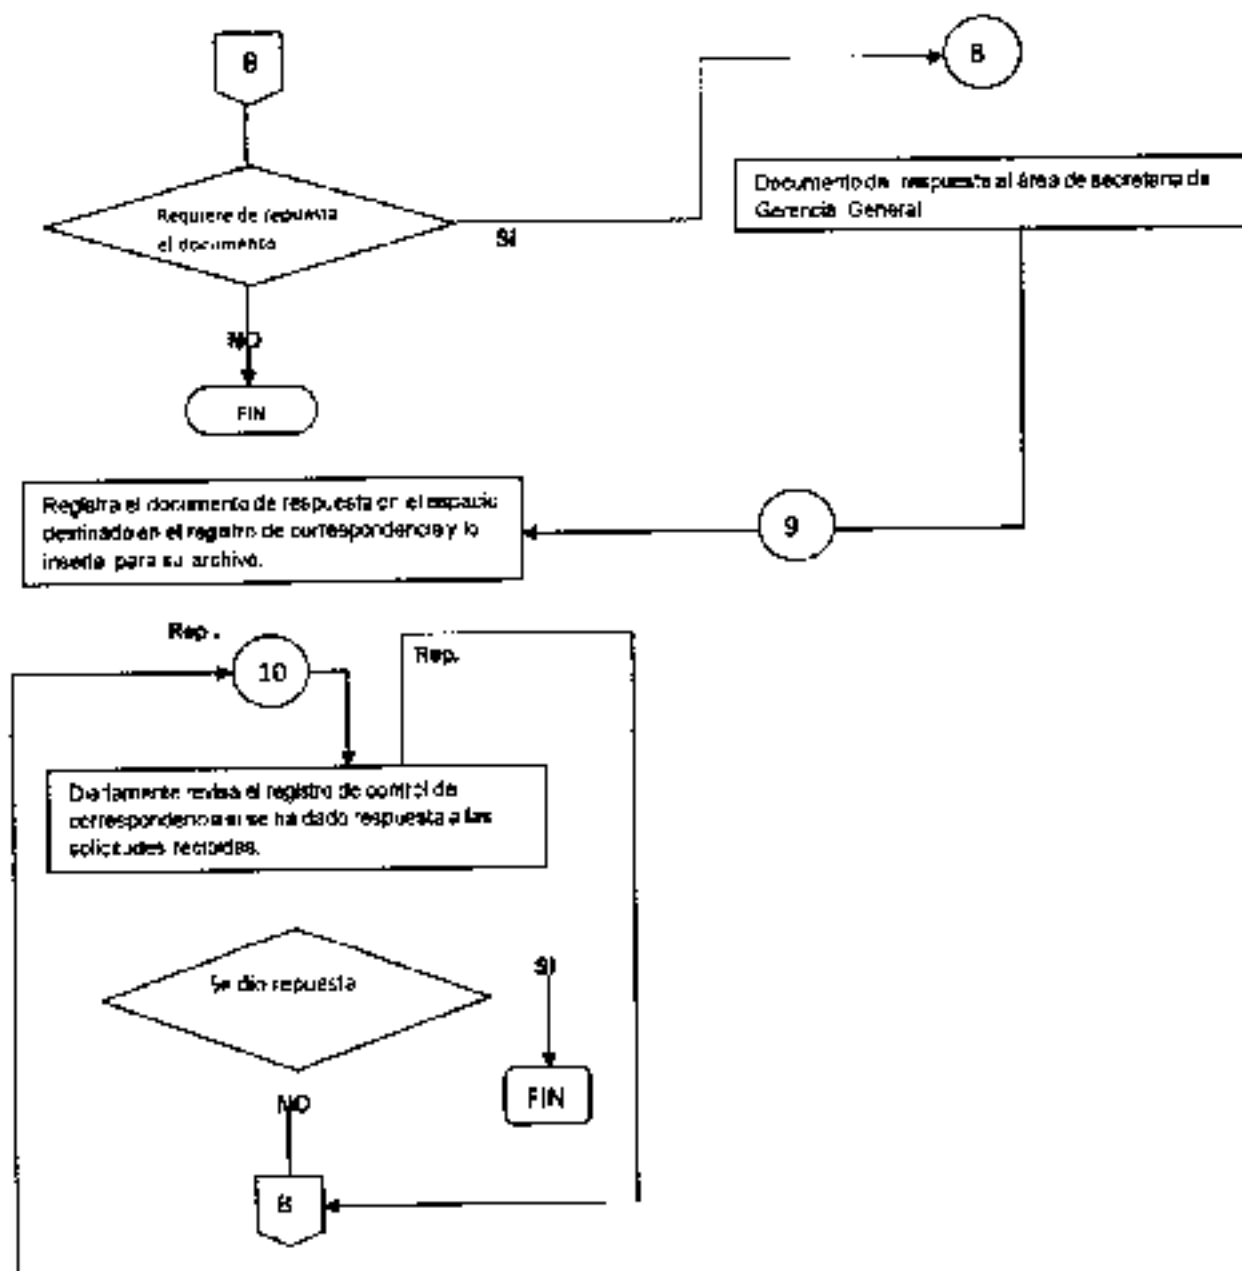 8
B
Documento de respuesta al área de secretaria de
Gerencia General
Requiere de repuesta
el documento
SI
NO
FIN
Registra el documento de respuesta en el espacio
destinado en el registro de correspondencia y lo
inserta para su archivo.
9
Rep.
10
Rep.
Diariamente revisa el registro de control de
correspondencia si se ha dado respuesta a las
solicitudes recibidas.
Se dio repuesta
SI
FIN
NO